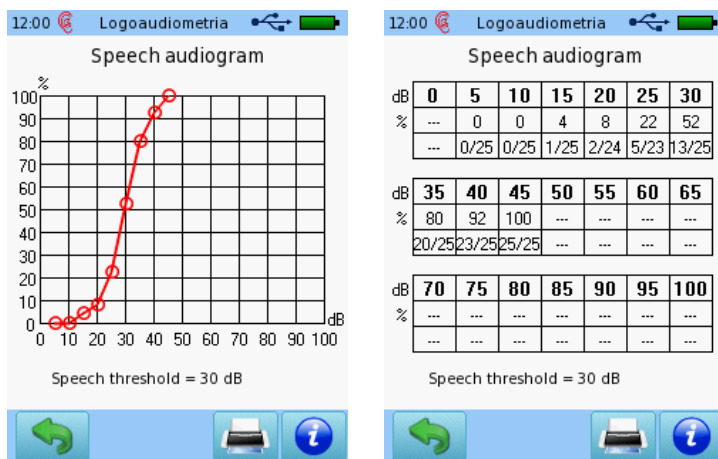 12:00 Logoaudiometria
Speech audiogram
%
100
90
80
70
60
50
40
30
20
10
0
dB
0 10 20 30 40 50 60 70 80 90 100
Speech threshold = 30 dB
i
12:00 Logoaudiometria
Speech audiogram
dB 0 5 10 15 20 25 30
% --- 0 0 4 8 22 52
--- 0/25 0/25 1/25 2/24 5/23 13/25
dB 35 40 45 50 55 60 65
% 80 92 100 --- --- --- ---
20/25 23/25 25/25 --- --- --- ---
dB 70 75 80 85 90 95 100
% --- --- --- --- --- --- ---
--- --- --- --- --- --- ---
Speech threshold = 30 dB
i